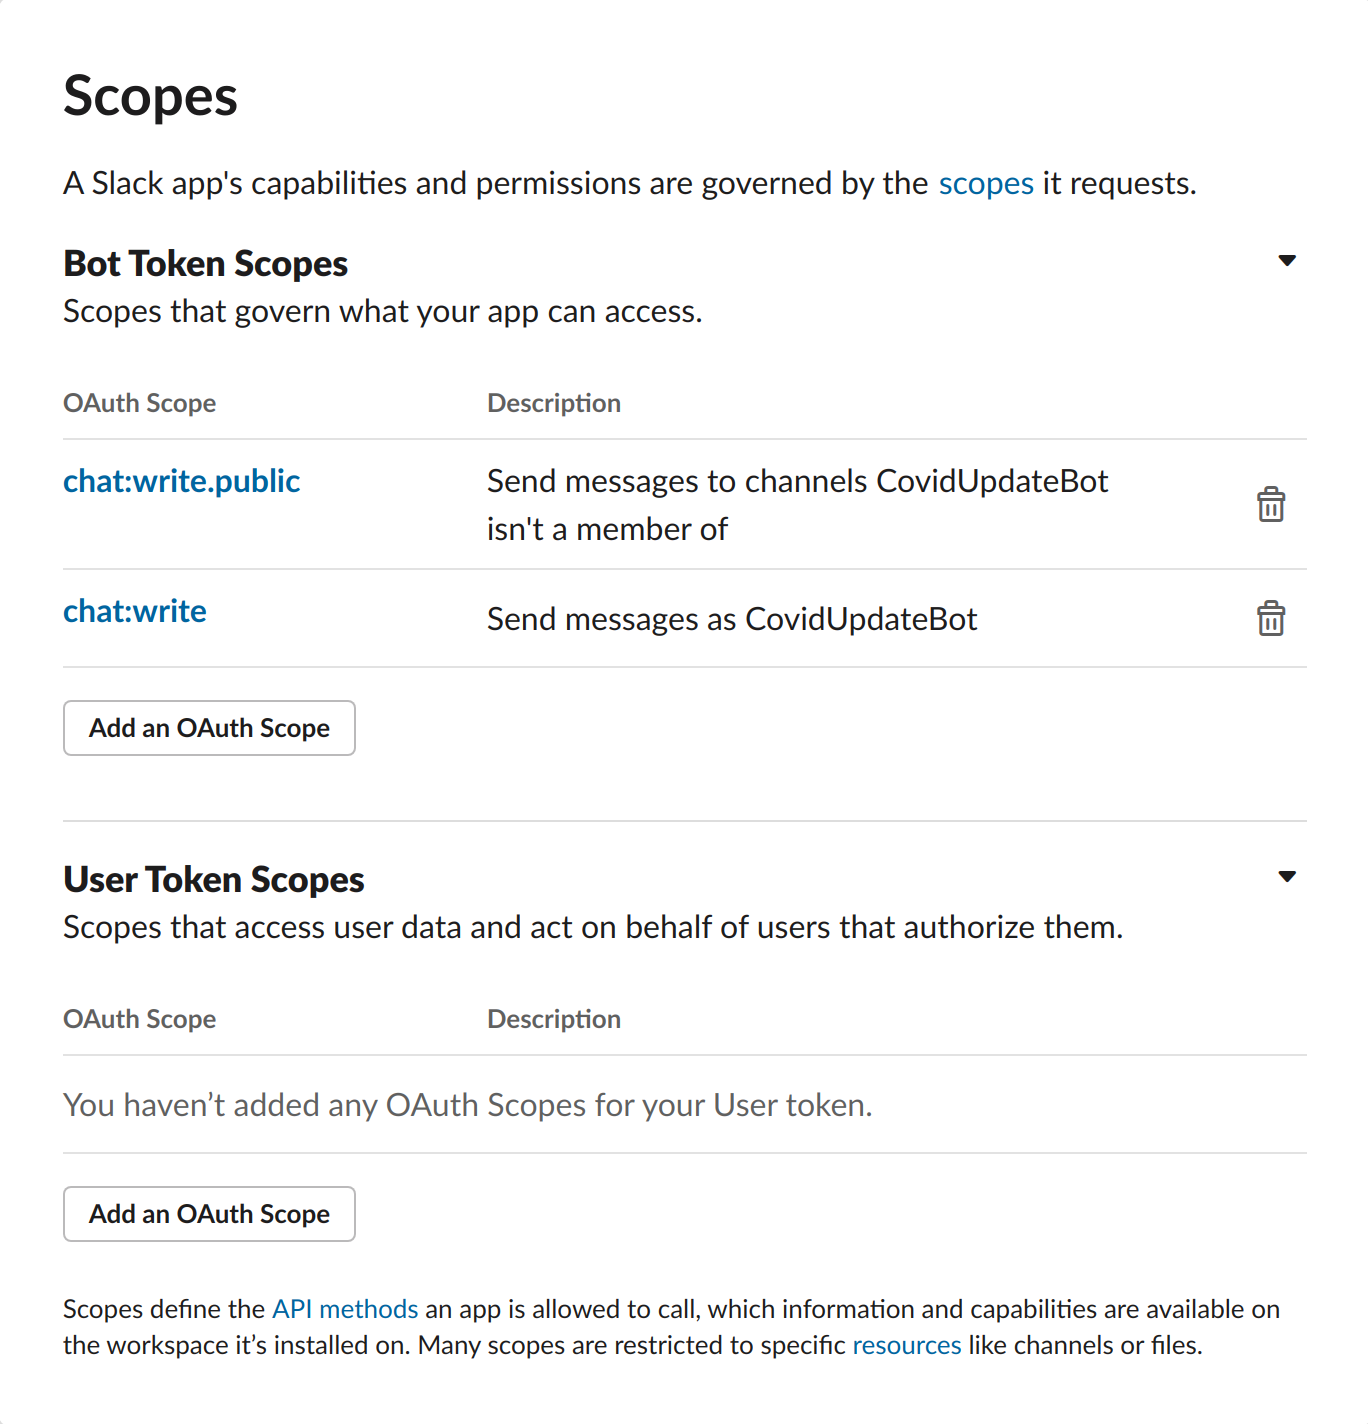 Scopes
A Slack app's capabilities and permissions are governed by the scopes it requests.
Bot Token Scopes
Scopes that govern what your app can access.
OAuth Scope Description
chat:write.public Send messages to channels CovidUpdateBot
isn't a member of
chat:write Send messages as CovidUpdateBot
Add an OAuth Scope
User Token Scopes
Scopes that access user data and act on behalf of users that authorize them.
OAuth Scope Description
You haven’t added any OAuth Scopes for your User token.
Add an OAuth Scope
Scopes define the API methods an app is allowed to call, which information and capabilities are available on
the workspace it’s installed on. Many scopes are restricted to specific resources like channels or files.